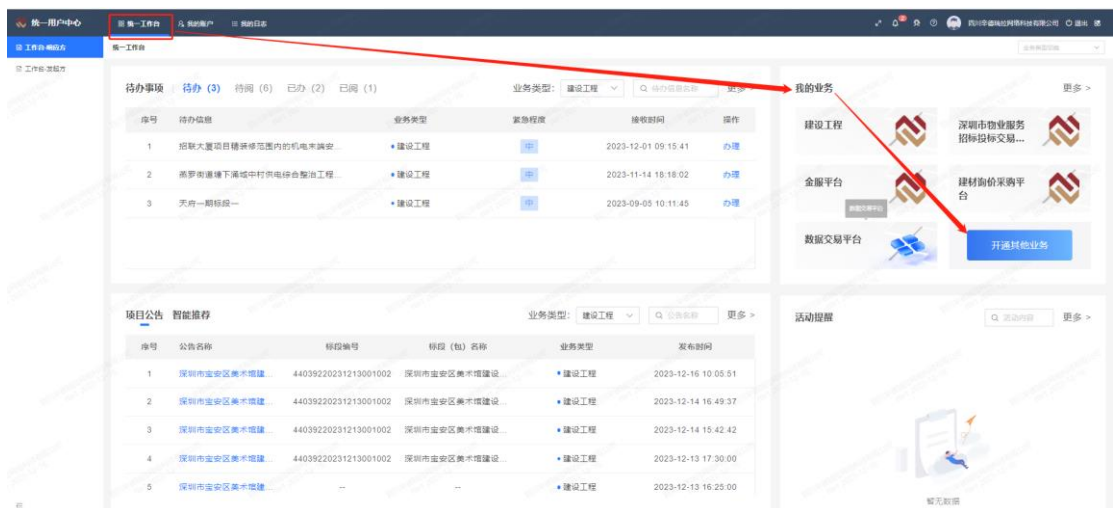 统一用户中心 统一工作台 我的账户 我的日志 2 退出
工作台-响应方 统一工作台
工作台-发起方
待办事项 待办 (3) 待阅 (6) 已办 (2) 已阅 (1) 业务类型: 建设工程 待办信息名称 更多 >
序号 待办信息 业务类型 紧急程度 接收时间 操作
1 招联大厦项目精装修范围内的机电末端安... 建设工程 中 2023-12-01 09:15:41 办理
2 燕罗街道塘下涌城中村供电综合整治工程... 建设工程 中 2023-11-14 18:18:02 办理
3 天府一期标段一 建设工程 中 2023-09-05 10:11:45 办理
我的业务 更多 >
建设工程 深圳市物业服务
招标投标交易...
金服平台 建材询价采购平
台
数据交易平台
数据交易平台 开通其他业务
项目公告 智能推荐 业务类型: 建设工程 公告名称 更多 >
序号 公告名称 标段编号 标段 (包) 名称 业务类型 发布时间
1 深圳市宝安区美术馆建... 44039220231213001002 深圳市宝安区美术馆建设... 建设工程 2023-12-16 10:05:51
2 深圳市宝安区美术馆建... 44039220231213001002 深圳市宝安区美术馆建设... 建设工程 2023-12-14 16:49:37
3 深圳市宝安区美术馆建... 44039220231213001002 深圳市宝安区美术馆建设... 建设工程 2023-12-14 15:42:42
4 深圳市宝安区美术馆建... 44039220231213001002 深圳市宝安区美术馆建设... 建设工程 2023-12-13 17:30:00
5 深圳市宝安区美术馆建... -- -- 建设工程 2023-12-13 16:25:00
活动提醒 活动内容 更多 >
暂无数据